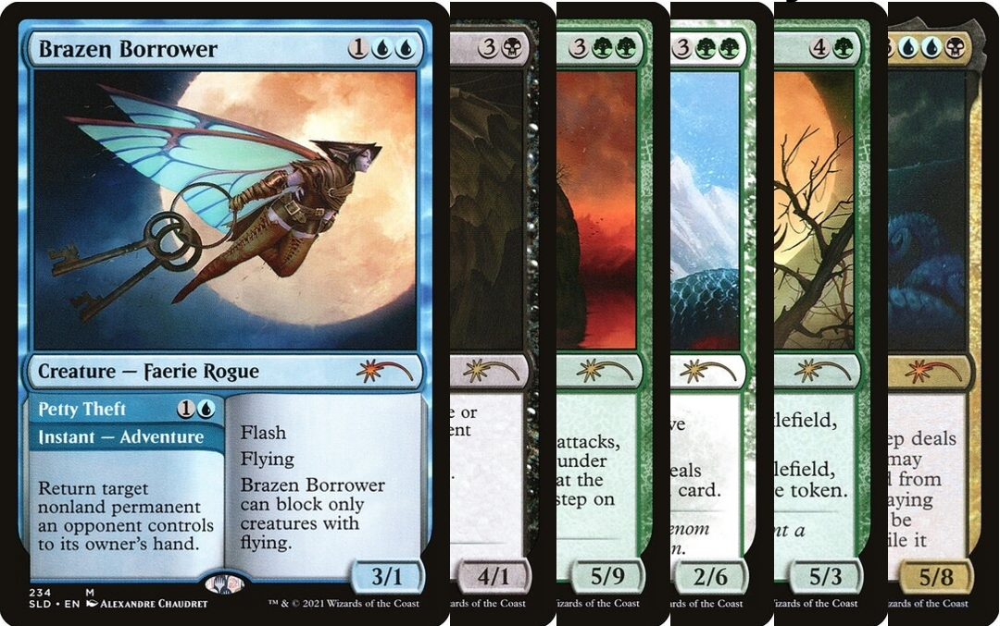 Brazen Borrower 1
3
3
3
4
3
Creature — Faerie Rogue
Petty Theft 1
Instant — Adventure
Return target
nonland permanent
an opponent controls
to its owner's hand.
Flash
Flying
Brazen Borrower
can block only
creatures with
flying.
3/1
234 M
SLD • EN ALEXANDRE CHAUDRET
™ & © 2021 Wizards of the Coast
e or
ent
.
4/1
zards of the Coast
attacks,
under
at the
step on
5/9
izards of the Coast
ve
eals
card.
enom
n.
2/6
zards of the Coast
tlefield,
lefield,
e token.
nt a
5/3
izards of the Coast
ep deals
may
d from
aying
be
ile it
5/8
zards of the Coast